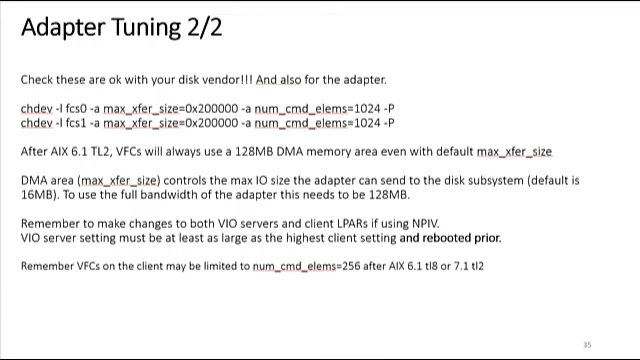 Adapter Tuning 2/2
Check these are ok with your disk vendor!!! And also for the adapter.
chdev -l fcs0 -a max_xfer_size=0x200000 -a num_cmd_elems=1024 -P
chdev -l fcs1 -a max_xfer_size=0x200000 -a num_cmd_elems=1024 -P
After AIX 6.1 TL2, VFCs will always use a 128MB DMA memory area even with default max_xfer_size
DMA area (max_xfer_size) controls the max IO size the adapter can send to the disk subsystem (default is
16MB). To use the full bandwidth of the adapter this needs to be 128MB.
Remember to make changes to both VIO servers and client LPARs if using NPIV.
VIO server setting must be at least as large as the highest client setting and rebooted prior.
Remember VFCs on the client may be limited to num_cmd_elems=256 after AIX 6.1 tl8 or 7.1 tl2
35